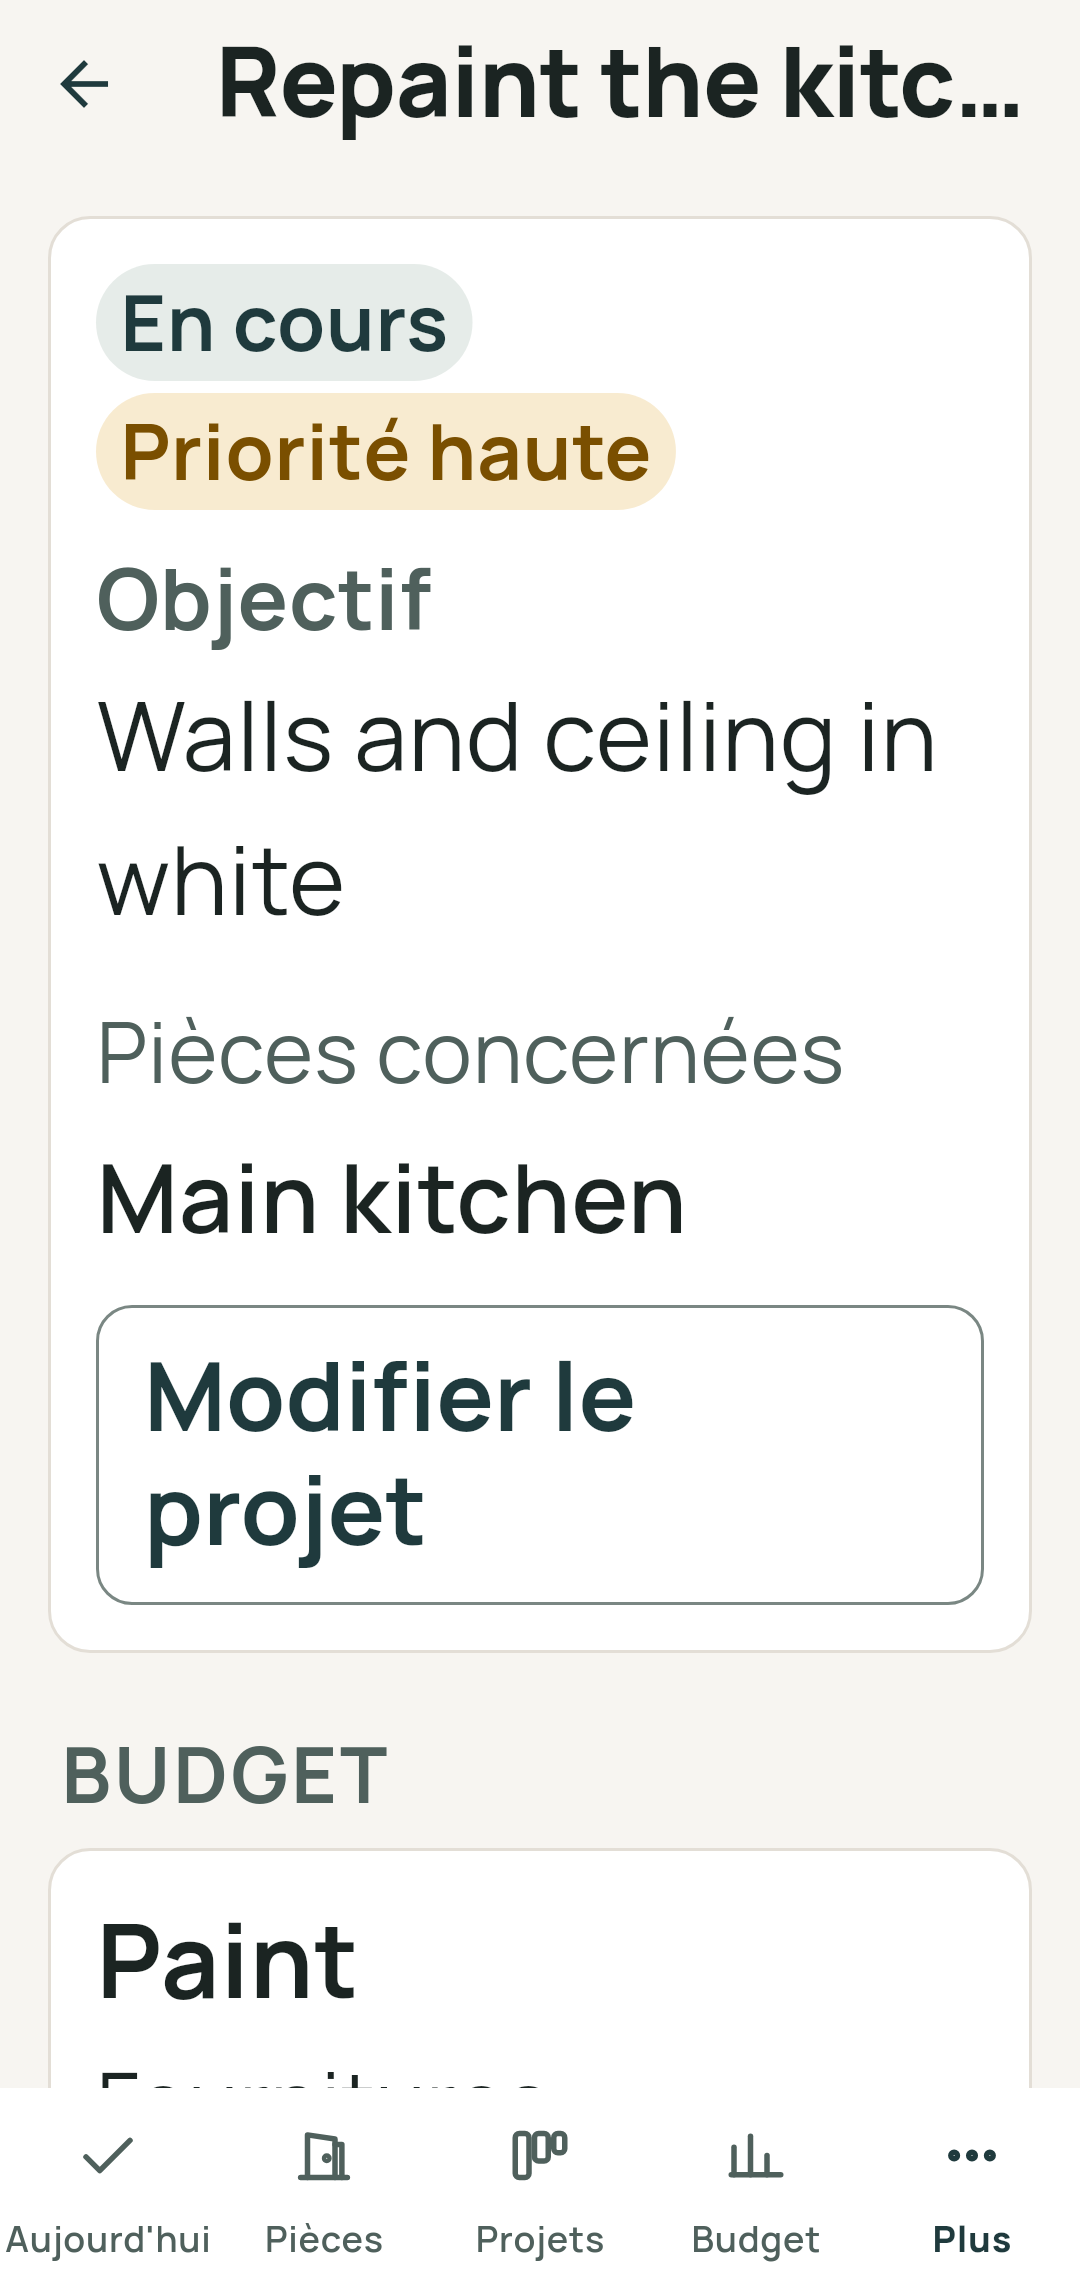 Repaint the kitc...
En cours
Priorité haute
Objectif
Walls and ceiling in
white
Pièces concernées
Main kitchen
Modifier le
projet
BUDGET
Paint
Aujourd'hui
Pièces
Projets
Budget
Plus